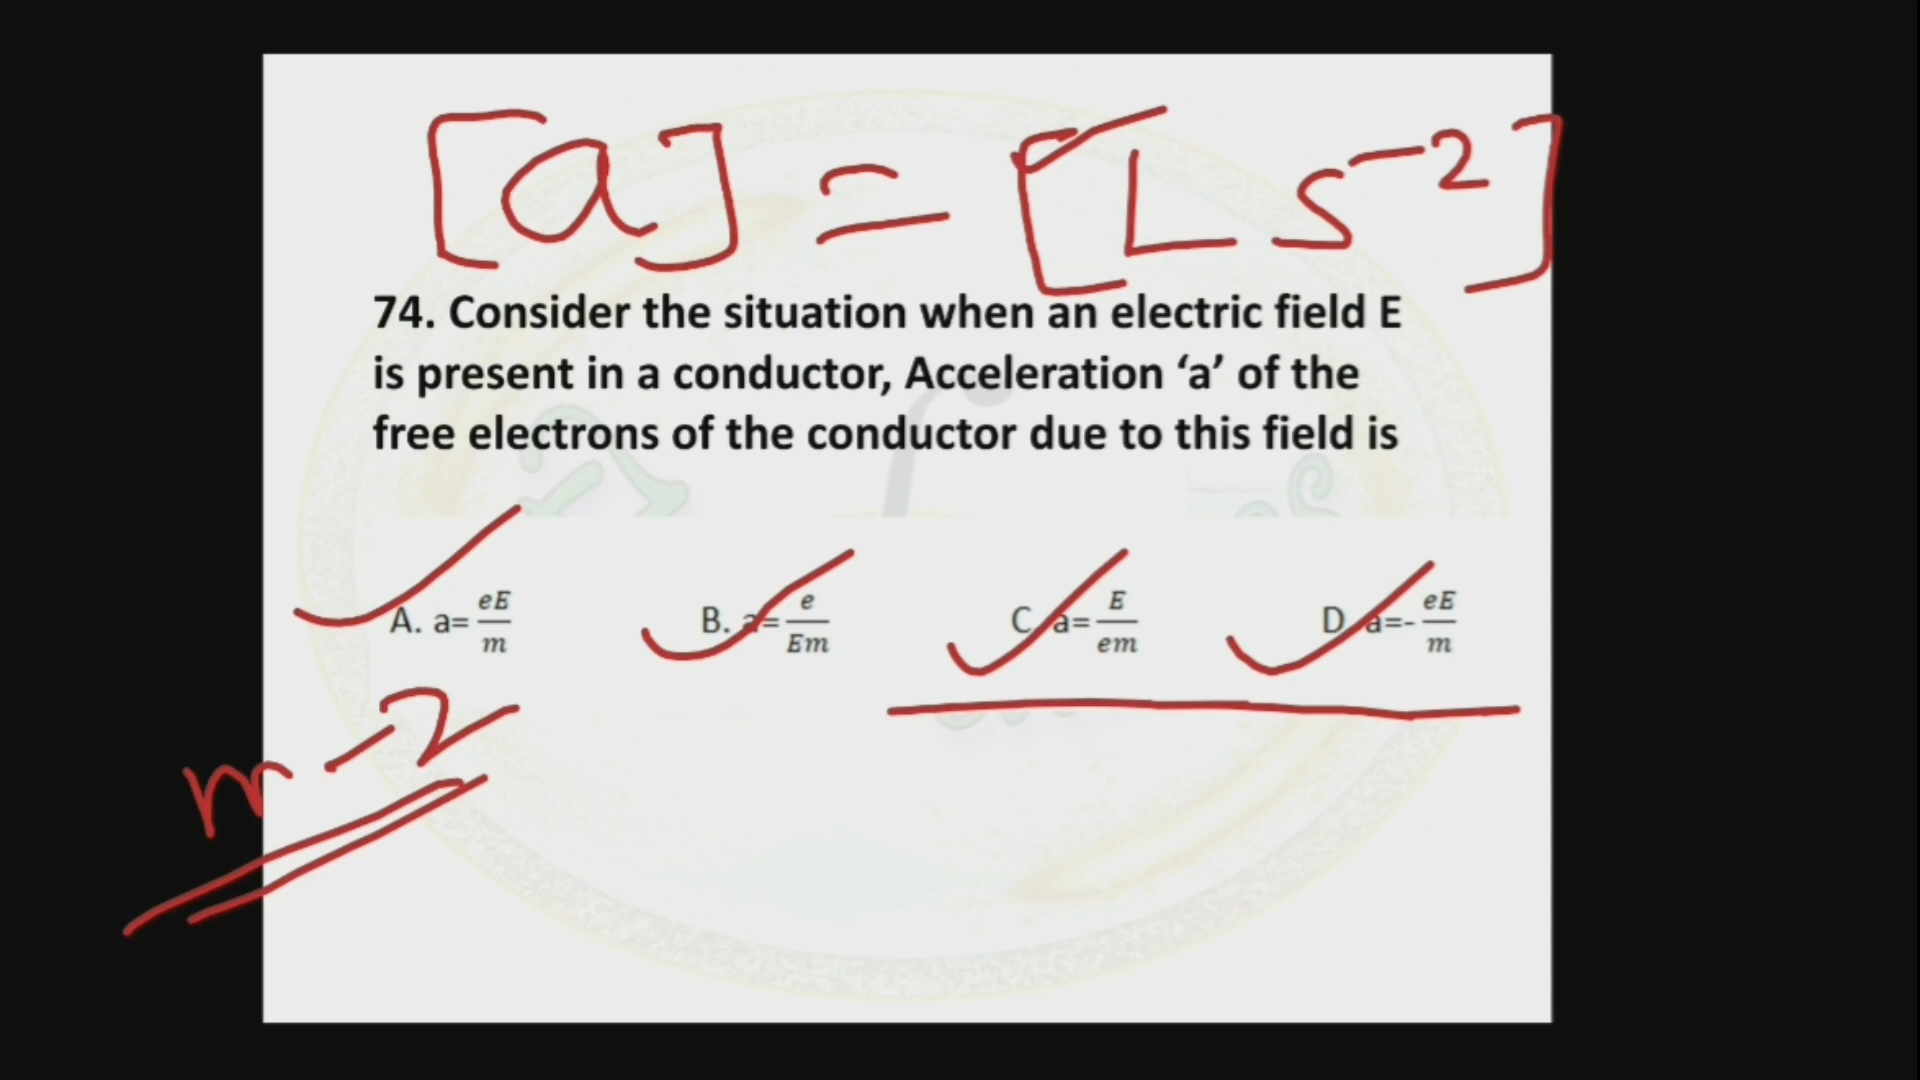 [a] = [L S⁻²]
74. Consider the situation when an electric field E
is present in a conductor, Acceleration ‘a’ of the
free electrons of the conductor due to this field is
A. a= eE/m B. a= e/Em C a= E/em D a=- eE/m